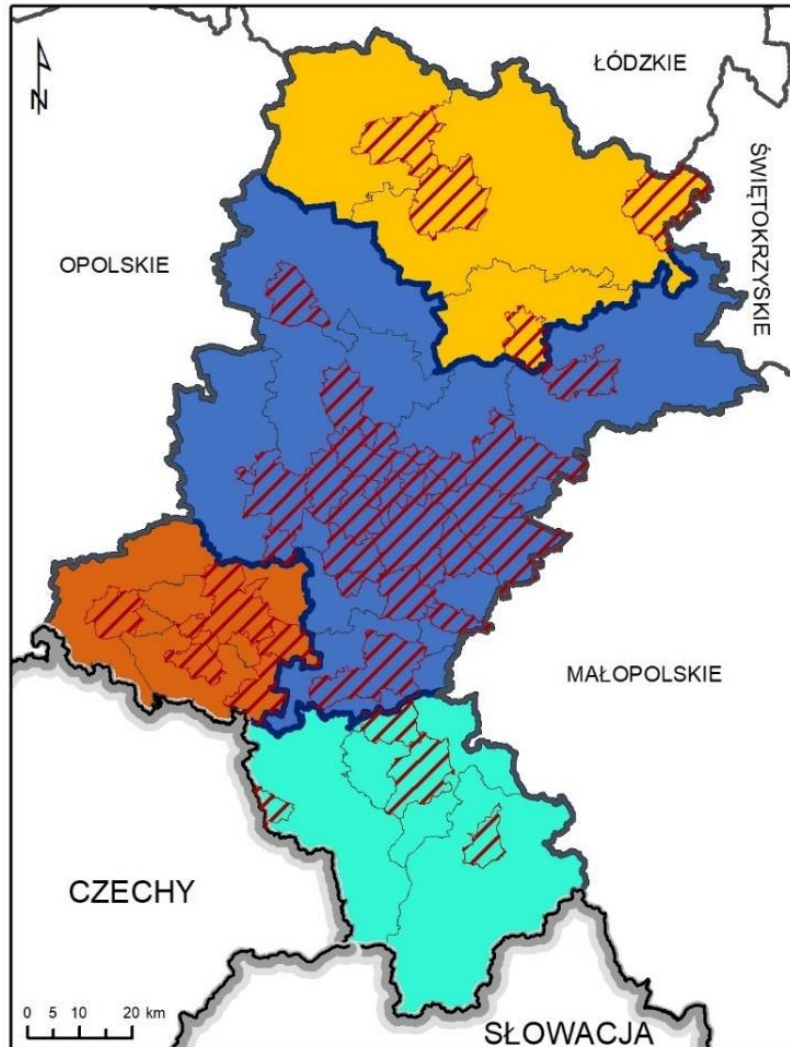 N
ŁÓDZKIE
ŚWIĘTOKRZYSKIE
OPOLSKIE
MAŁOPOLSKIE
CZECHY
0 5 10 20 km
SŁOWACJA